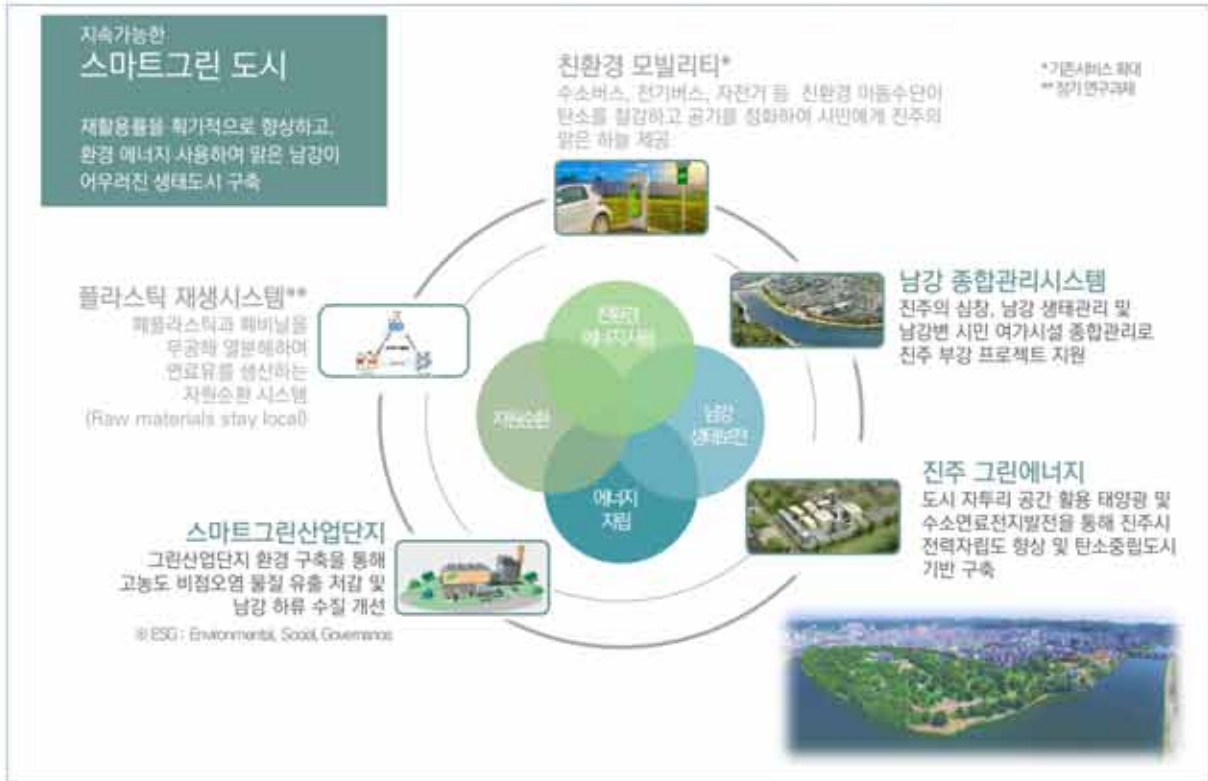 지속가능한
스마트그린 도시
재활용률을 획기적으로 향상하고,
환경 에너지 사용하여 맑은 남강이
어우러진 생태도시 구축
친환경 모빌리티*
수소버스, 전기버스, 자전거 등 친환경 이동수단이
탄소를 절감하고 공기를 정화하여 시민에게 진주의
맑은 하늘 제공
* 기존서비스 확대
** 장기 연구과제
남강 종합관리시스템
진주의 심장, 남강 생태관리 및
남강변 시민 여가시설 종합관리로
진주 부강 프로젝트 지원
플라스틱 재생시스템**
폐플라스틱과 폐비닐을
무공해 열분해하여
연료유를 생산하는
자원순환 시스템
(Raw materials stay local)
친환경
에너지사용
자원순환
남강
생태보전
에너지
자립
진주 그린에너지
도시 자투리 공간 활용 태양광 및
수소연료전지발전을 통해 진주시
전력자립도 향상 및 탄소중립도시
기반 구축
스마트그린산업단지
그린산업단지 환경 구축을 통해
고농도 비점오염 물질 유출 저감 및
남강 하류 수질 개선
※ ESG : Environmental, Social, Governance